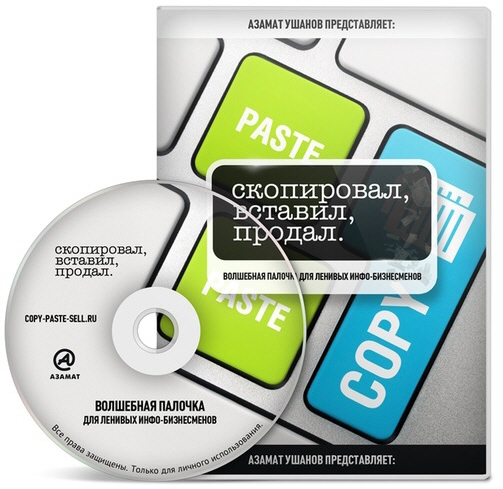 АЗАМАТ УШАНОВ ПРЕДСТАВЛЯЕТ:
PASTE
COPY
скопировал,
вставил,
продал.
ВОЛШЕБНАЯ ПАЛОЧКА ДЛЯ ЛЕНИВЫХ ИНФО-БИЗНЕСМЕНОВ
PASTE
АЗАМАТ УШАНОВ ПРЕДСТАВЛЯЕТ:
скопировал,
вставил,
продал.
COPY-PASTE-SELL.RU
АЗАМАТ
ВОЛШЕБНАЯ ПАЛОЧКА
ДЛЯ ЛЕНИВЫХ ИНФО-БИЗНЕСМЕНОВ
Все права защищены. Только для личного использования.